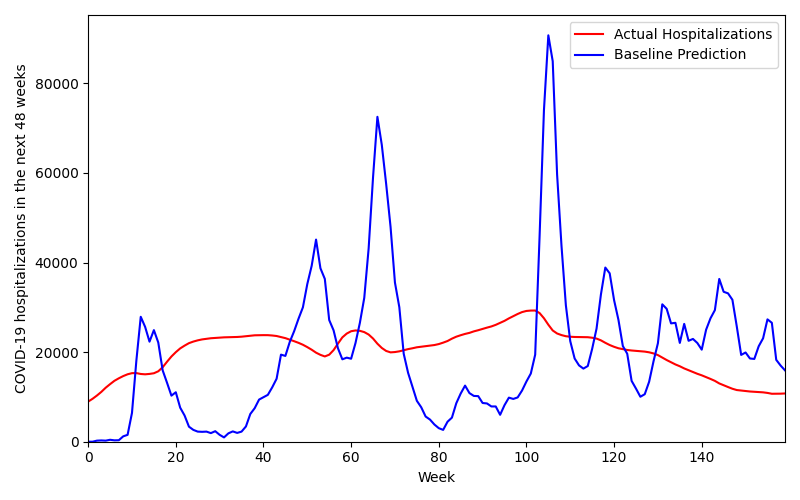 Actual Hospitalizations
Baseline Prediction
COVID-19 hospitalizations in the next 48 weeks
80000
60000
40000
20000
0
0 20 40 60 80 100 120 140
Week